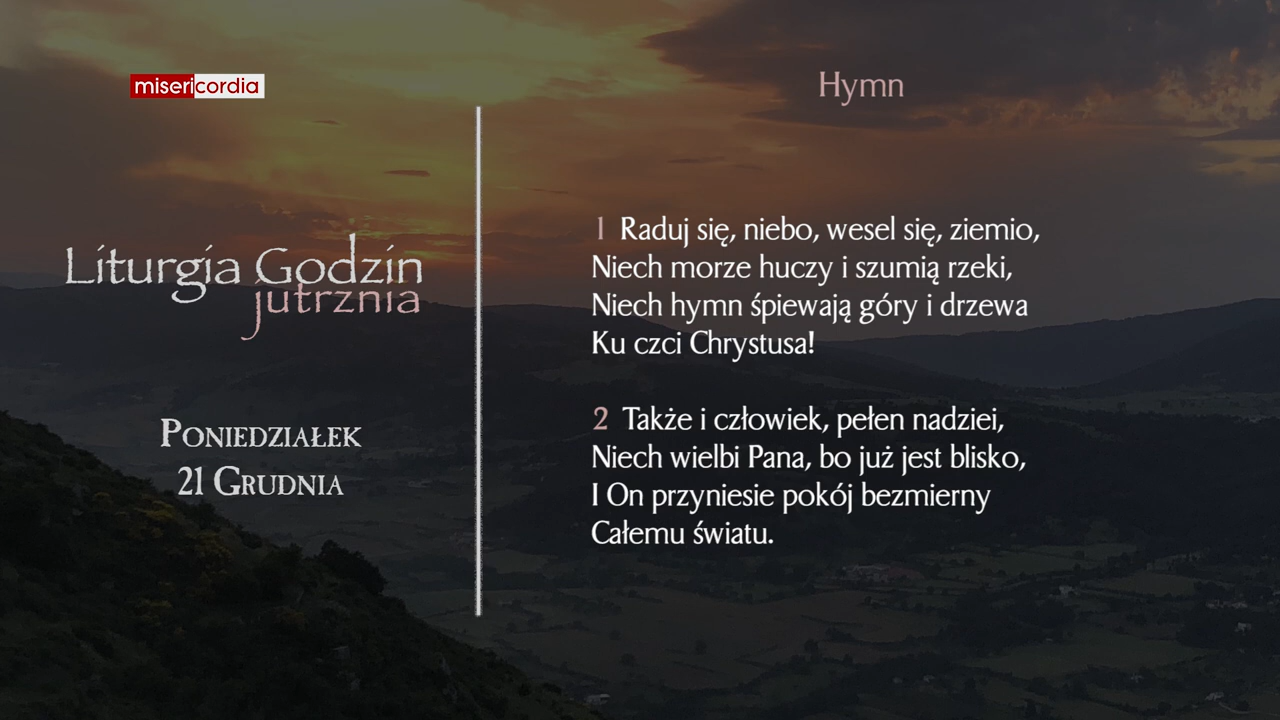 misericordia
Liturgia Godzin
jutrznia
Poniedziałek
21 Grudnia
Hymn
1 Raduj się, niebo, wesel się, ziemio,
Niech morze huczy i szumią rzeki,
Niech hymn śpiewają góry i drzewa
Ku czci Chrystusa!
2 Także i człowiek, pełen nadziei,
Niech wielbi Pana, bo już jest blisko,
I On przyniesie pokój bezmierny
Całemu światu.